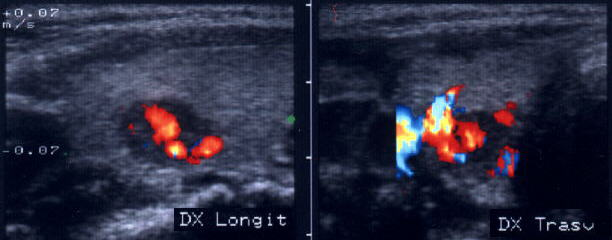 +0.07
m/s
-0.07
DX Longit
DX Trasv